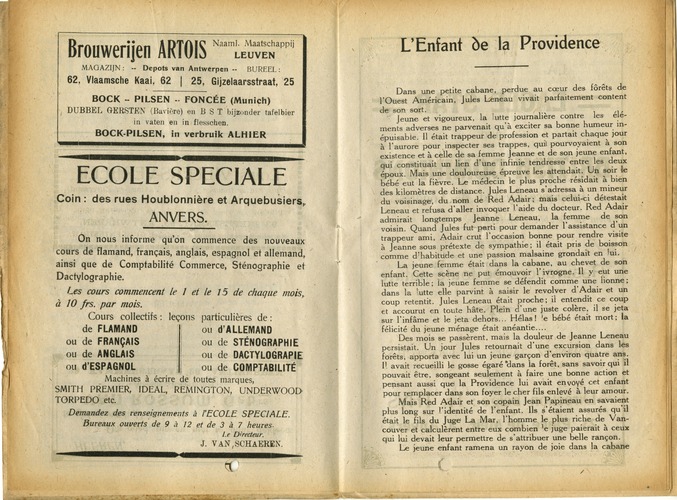 Brouwerijen ARTOIS Naaml. Maatschappij
LEUVEN
MAGAZIJN: -- Depots van Antwerpen -- BUREEL:
62, Vlaamsche Kaai, 62 | 25, Gijzelaarsstraat, 25
BOCK -- PILSEN -- FONCÉE (Munich)
DUBBEL GERSTEN (Bavière) en B S T bijzonder tafelbier
in vaten en in flesschen.
BOCK-PILSEN, in verbruik ALHIER
ECOLE SPECIALE
Coin: des rues Houblonnière et Arquebusiers,
ANVERS.
On nous informe qu'on commence des nouveaux
cours de flamand, français, anglais, espagnol et allemand,
ainsi que de Comptabilité Commerce, Sténographie et
Dactylographie.
Les cours commencent le 1 et le 15 de chaque mois,
à 10 frs. par mois.
Cours collectifs: leçons particulières de:
de FLAMAND | ou d'ALLEMAND
ou de FRANÇAIS | ou de STÉNOGRAPHIE
ou de ANGLAIS | ou de DACTYLOGRAPIE
ou d'ESPAGNOL | ou de COMPTABILITÉ
Machines à écrire de toutes marques,
SMITH PREMIER, IDEAL, REMINGTON, UNDERWOOD
TORPEDO etc.
Demandez des renseignements à l'ECOLE SPECIALE.
Bureaux ouverts de 9 à 12 et de 3 à 7 heures.
Le Directeur,
J. VAN SCHAEREN.
L'Enfant de la Providence
Dans une petite cabane, perdue au cœur des fôrêts de
l'Ouest Américain, Jules Leneau vivait parfaitement content
de son sort.
Jeune et vigoureux, la lutte journalière contre les élé-
ments adverses ne parvenait qu'à exciter sa bonne humeur in-
épuisable. Il était trappeur de profession et partait chaque jour
à l'aurore pour inspecter ses trappes, qui pourvoyaient à son
existence et à celle de sa femme Jeanne et de son jeune enfant,
qui constituait un lien d'une infinie tendresse entre les deux
époux. Mais une douloureuse épreuve les attendait. Un soir le
bébé eut la fièvre. Le médecin le plus proche résidait à bien
des kilomètres de distance. Jules Leneau s'adressa à un mineur
du voisinage, du nom de Red Adair; mais celui-ci détestait
Leneau et refusa d'aller invoquer l'aide du docteur. Red Adair
admirait longtemps Jeanne Leneau, la femme de son
voisin. Quand Jules fut parti pour demander l'assistance d'un
trappeur ami, Adair crut l'occasion bonne pour rendre visite
à Jeanne sous prétexte de sympathie; il était pris de boisson
comme d'habitude et une passion malsaine grondait en lui.
La jeune femme était dans la cabane, au chevet de son
enfant. Cette scène ne put émouvoir l'ivrogne. Il y eut une
lutte terrible; la jeune femme se défendit comme une lionne;
dans la lutte elle parvint à saisir le revolver d'Adair et un
coup retentit. Jules Leneau était proche; il entendit ce coup
et accourut en toute hâte. Plein d'une juste colère, il se jeta
sur l'infâme et le jeta dehors... Hélas! le bébé était mort; la
félicité du jeune ménage était anéantie....
Des mois se passèrent, mais la douleur de Jeanne Leneau
persistait. Un jour Jules retournait d'une excursion dans les
forêts, apporta avec lui un jeune garçon d'environ quatre ans.
Il avait recueilli le gosse égaré dans la forêt, sans savoir qui il
pouvait être, songeant seulement à faire une bonne action et
pensant aussi que la Providence lui avait envoyé cet enfant
pour remplacer dans son foyer le cher fils enlevé à leur amour.
Mais Red Adair et son copain Jean Papineau en savaient
plus long sur l'identité de l'enfant. Ils s'étaient assurés qu'il
était le fils du Juge La Mar, l'homme le plus riche de Van-
couver et calculèrent entre eux combien le juge paierait à ceux
qui lui devait leur permettre de s'attribuer une belle rançon.
Le jeune enfant ramena un rayon de joie dans la cabane